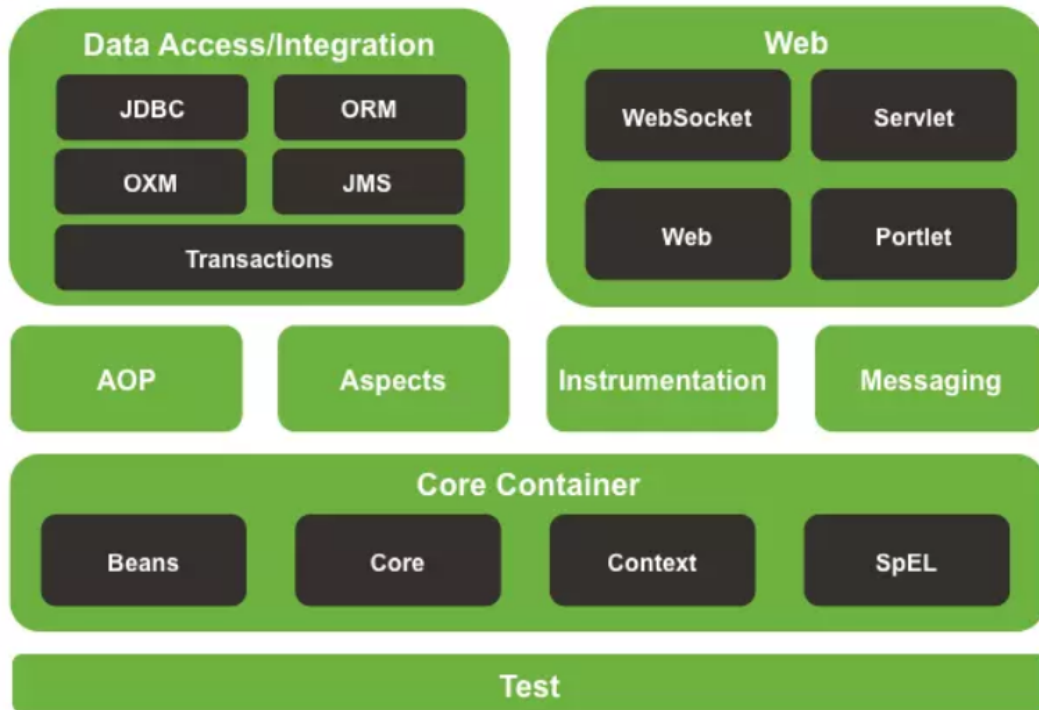 Data Access/Integration
JDBC
ORM
OXM
JMS
Transactions
Web
WebSocket
Servlet
Web
Portlet
AOP
Aspects
Instrumentation
Messaging
Core Container
Beans
Core
Context
SpEL
Test